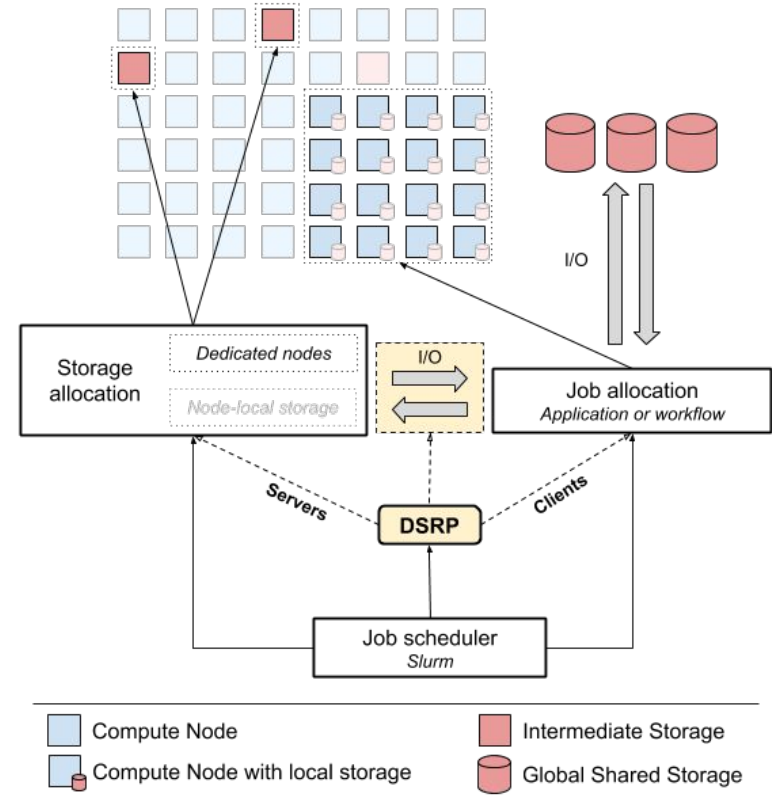 I/O
Storage
allocation
Dedicated nodes
Node-local storage
I/O
Job allocation
Application or workflow
Servers
Clients
DSRP
Job scheduler
Slurm
Compute Node
Intermediate Storage
Compute Node with local storage
Global Shared Storage